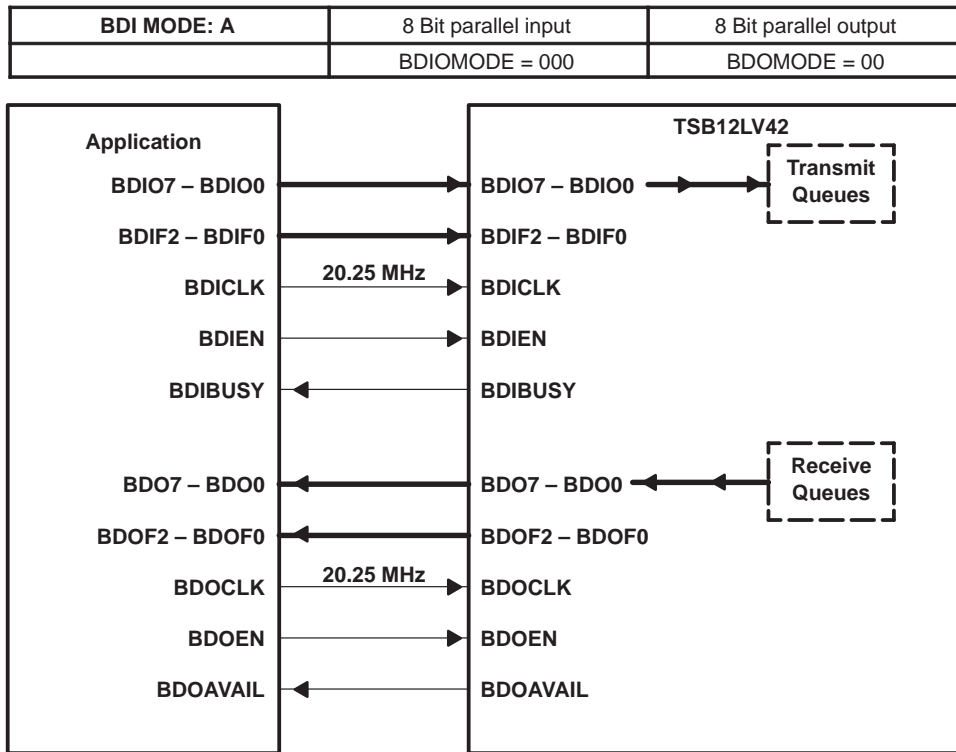 BDI MODE: A 8 Bit parallel input 8 Bit parallel output
BDIOMODE = 000 BDOMODE = 00
Application
TSB12LV42
Transmit
Queues
BDIO7 – BDIO0 BDIO7 – BDIO0
BDIF2 – BDIF0 BDIF2 – BDIF0
BDICLK 20.25 MHz BDICLK
BDIEN BDIEN
BDIBUSY BDIBUSY
Receive
Queues
BDO7 – BDO0 BDO7 – BDO0
BDOF2 – BDOF0 BDOF2 – BDOF0
BDOCLK 20.25 MHz BDOCLK
BDOEN BDOEN
BDOAVAIL BDOAVAIL